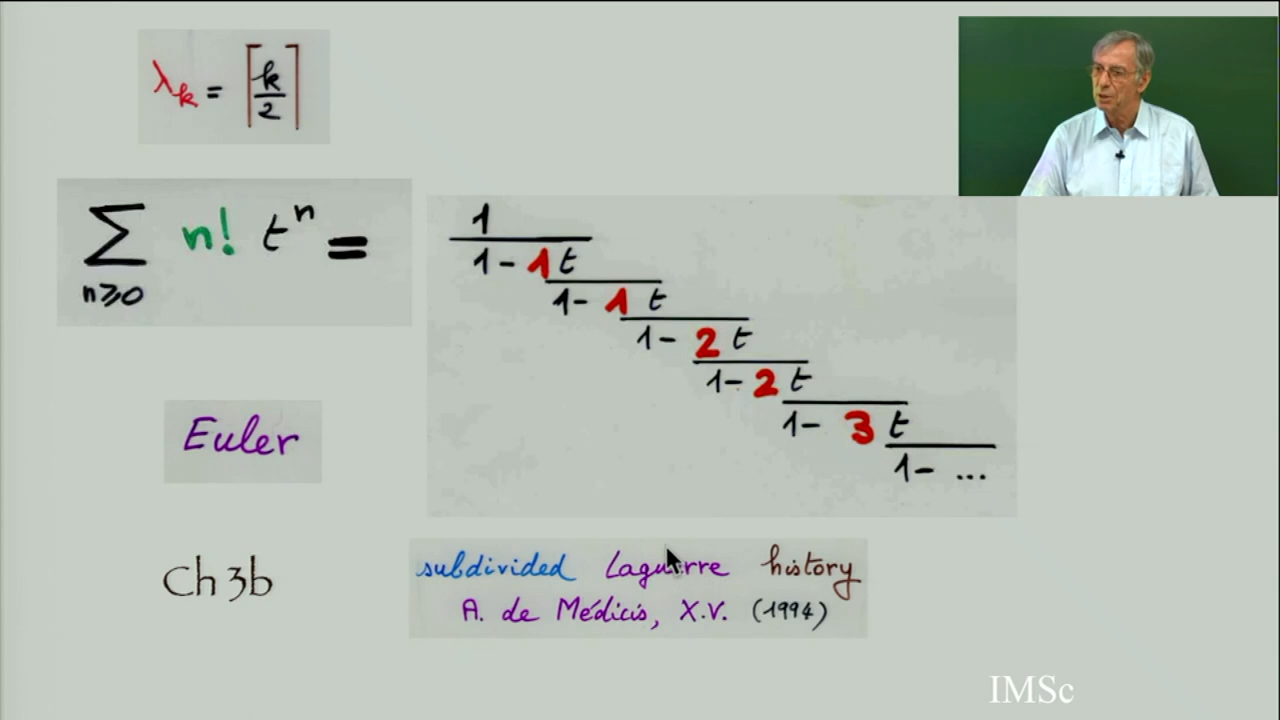 λk = ⌈k/2⌉
∑ n! tⁿ =
n⩾0
1
1- 1t
1- 1 t
1- 2 t
1- 2 t
1- 3 t
1- ...
Euler
Ch 3b
subdivided Laguerre history
A. de Médicis, X.V. (1994)
IMSc